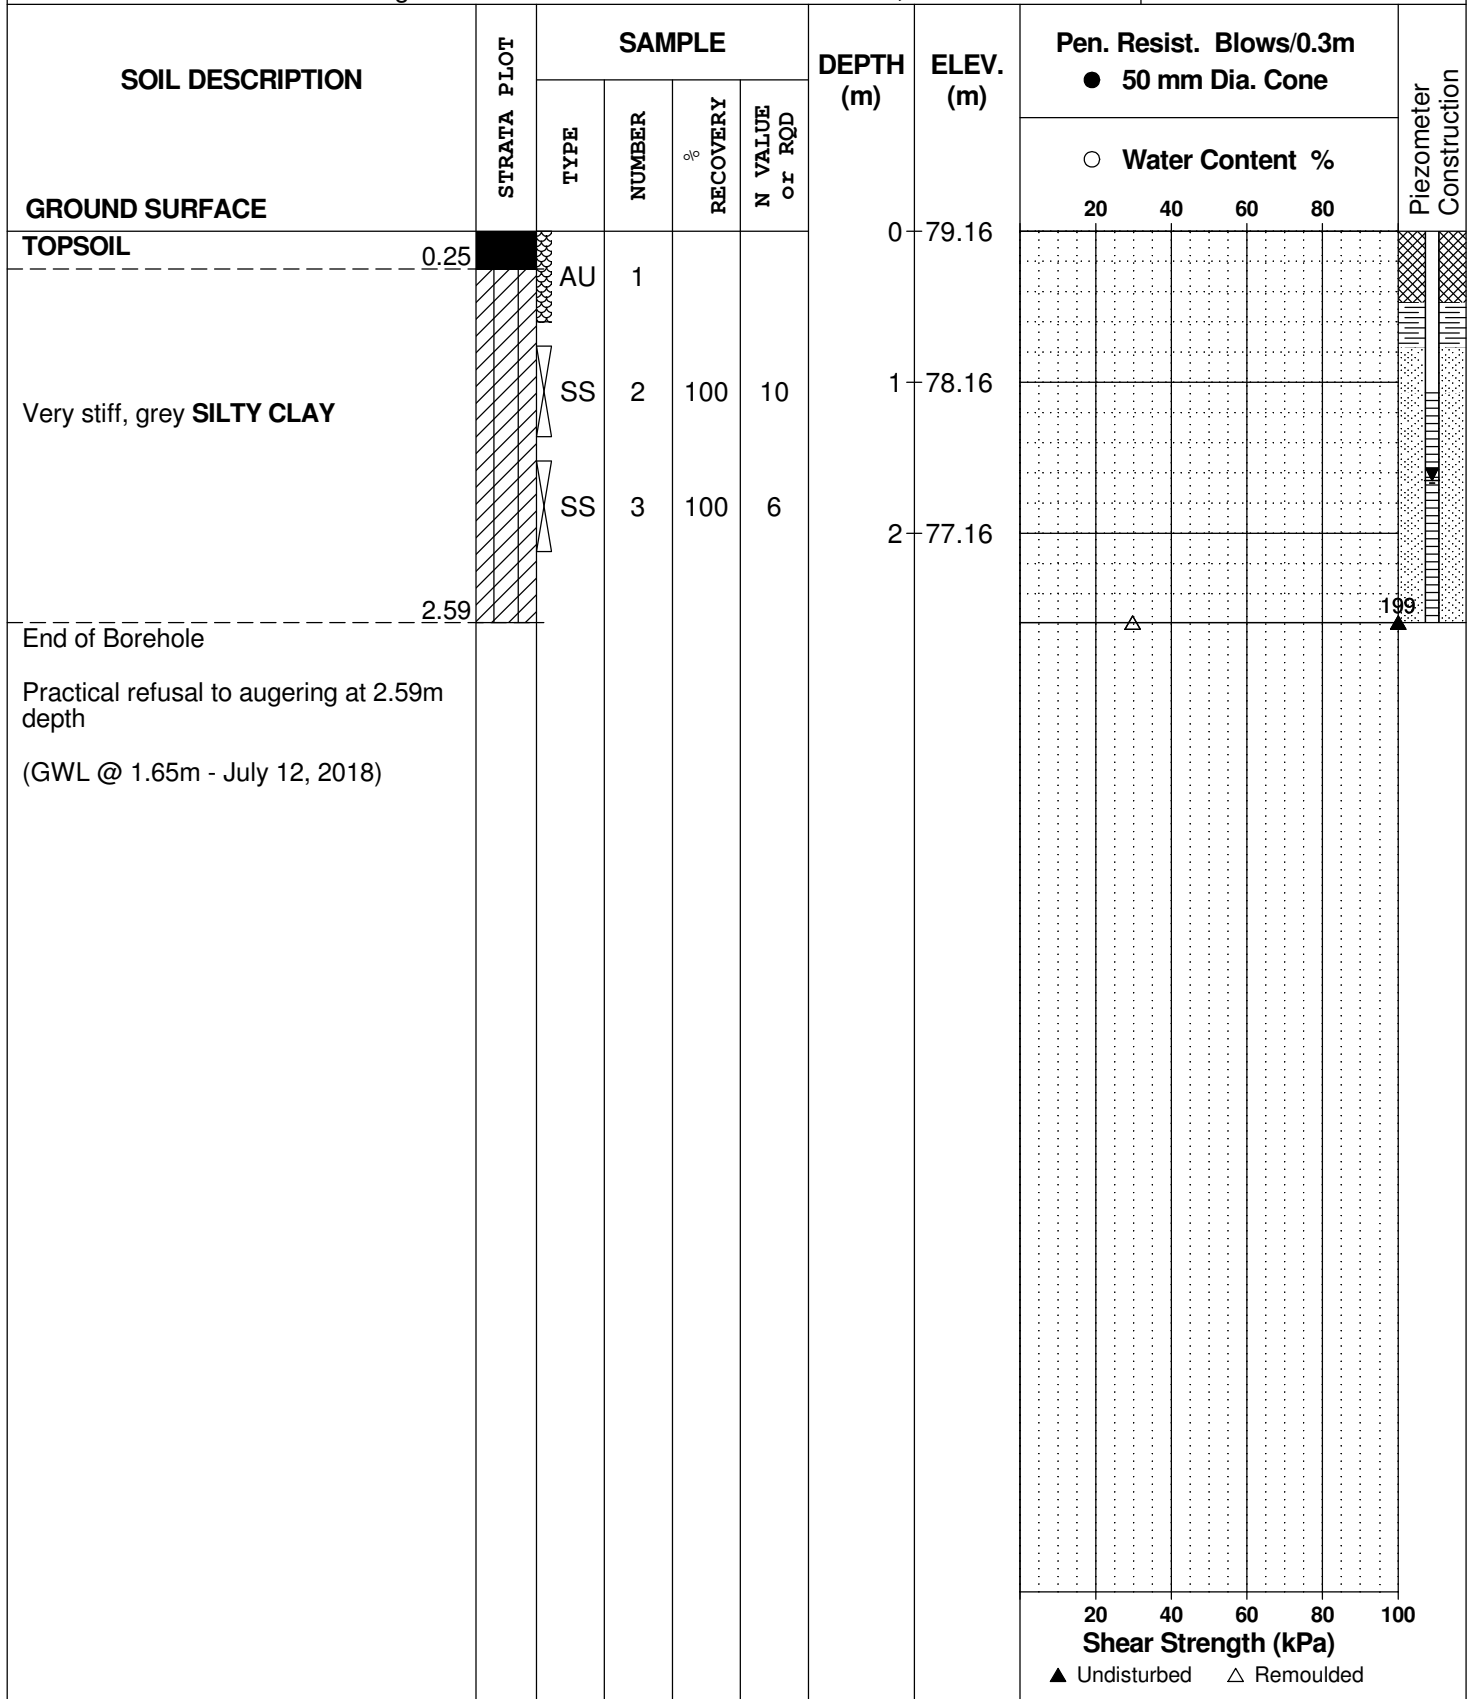 SOIL DESCRIPTION
GROUND SURFACE
STRATA PLOT
SAMPLE
TYPE
NUMBER
% RECOVERY
N VALUE or RQD
DEPTH (m)
ELEV. (m)
Pen. Resist. Blows/0.3m
● 50 mm Dia. Cone
○ Water Content %
20 40 60 80
Piezometer Construction
TOPSOIL 0.25
0 79.16
AU 1
Very stiff, grey SILTY CLAY
SS 2 100 10
1 78.16
SS 3 100 6
2 77.16
2.59
199
End of Borehole
Practical refusal to augering at 2.59m
depth
(GWL @ 1.65m - July 12, 2018)
20 40 60 80 100
Shear Strength (kPa)
▲ Undisturbed △ Remoulded